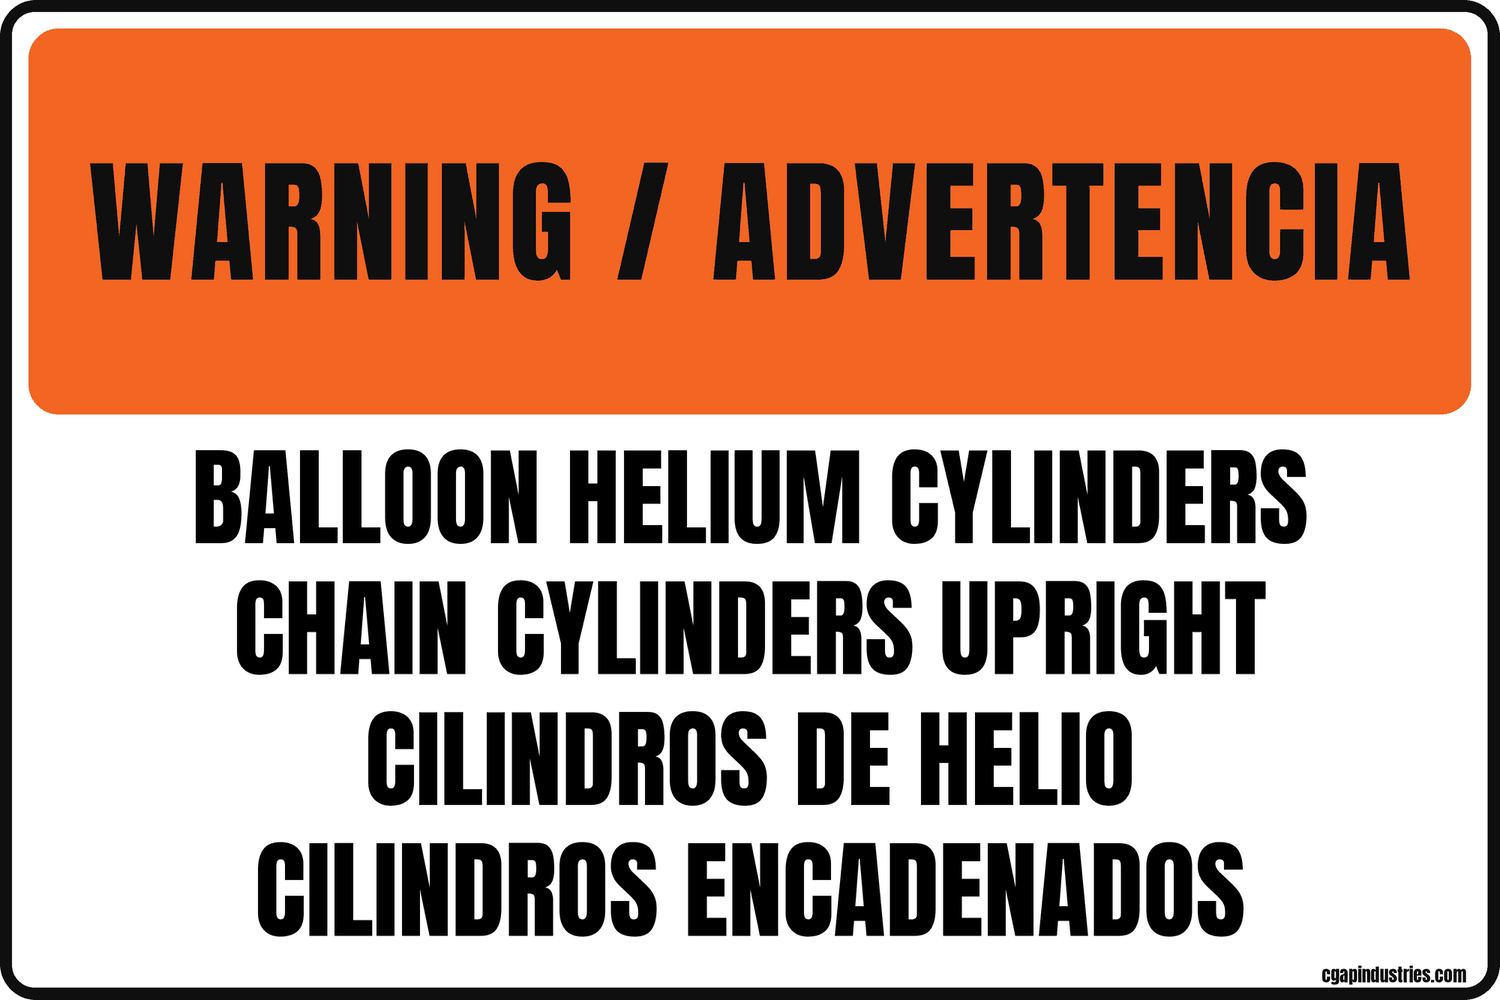 WARNING / ADVERTENCIA
BALLOON HELIUM CYLINDERS
CHAIN CYLINDERS UPRIGHT
CILINDROS DE HELIO
CILINDROS ENCADENADOS
cgapindustries.com